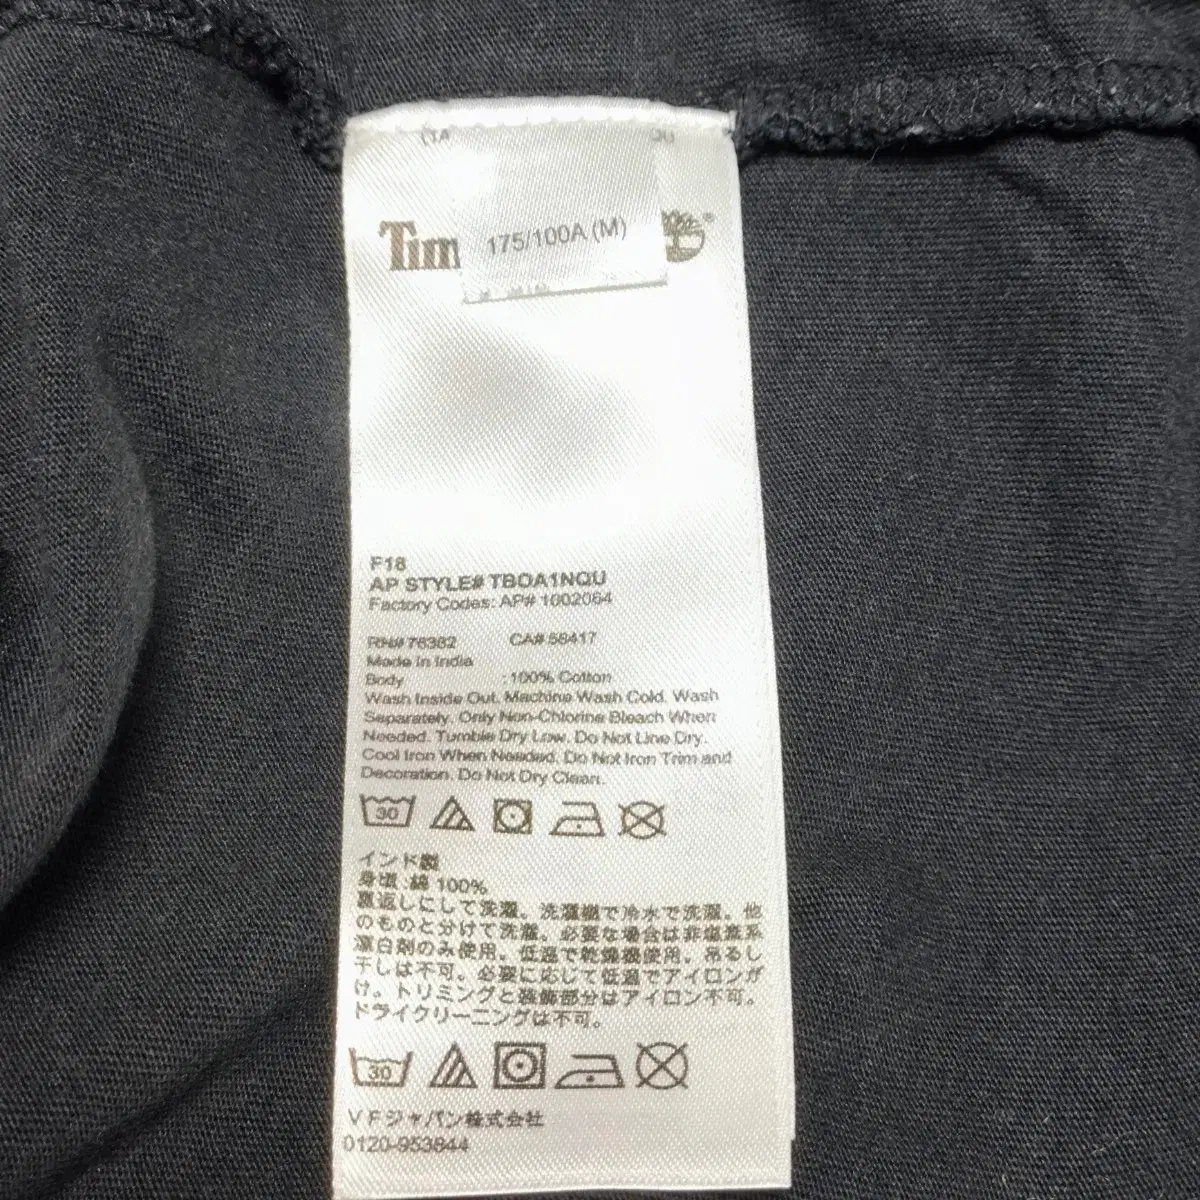 Tim
175/100A (M)
F18
AP STYLE# TBOA1NQU
Factory Codes: AP# 1002064
RN# 76382 CA# 56417
Made in India
Body : 100% Cotton
Wash Inside Out. Machine Wash Cold. Wash
Separately. Only Non-Chlorine Bleach When
Needed. Tumble Dry Low. Do Not Line Dry.
Cool Iron When Needed. Do Not Iron Trim and
Decoration. Do Not Dry Clean.
30
インド製
身頃 :綿 100%
裏返しにして洗濯。洗濯機で冷水で洗濯。他
のものと分けて洗濯。必要な場合は非塩素系
漂白剤のみ使用。低温で乾燥機使用。吊るし
干しは不可。必要に応じて低温でアイロンが
け。トリミングと装飾部分はアイロン不可。
ドライクリーニングは不可。
30
VFジャパン株式会社
0120-953844